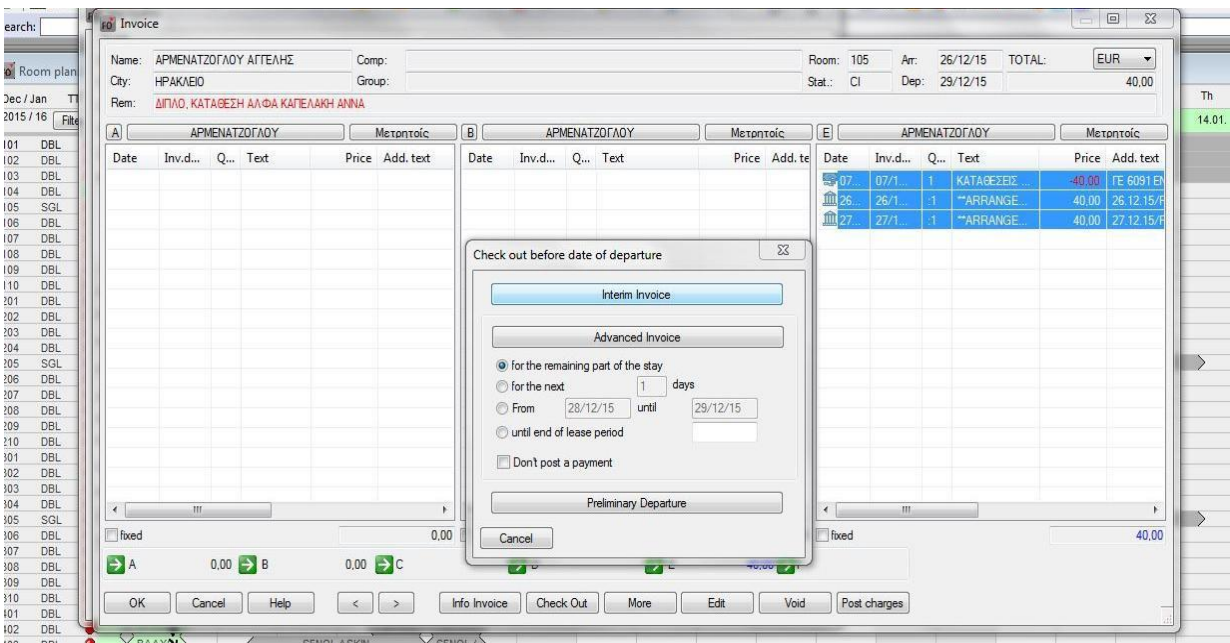 earch:
Invoice
Room plan
Name: ΑΡΜΕΝΑΤΖΟΓΛΟΥ ΑΓΓΕΛΗΣ Comp: Room: 105 Arr: 26/12/15 TOTAL: EUR
City: ΗΡΑΚΛΕΙΟ Group: Stat.: CI Dep: 29/12/15 40,00
Rem: ΔΙΠΛΟ, ΚΑΤΑΘΕΣΗ ΑΛΦΑ ΚΑΠΕΛΑΚΗ ΑΝΝΑ
Dec / Jan
2015 / 16 Filte
Th
14.01.
A ΑΡΜΕΝΑΤΖΟΓΛΟΥ Μετρητοίς B ΑΡΜΕΝΑΤΖΟΓΛΟΥ Μετρητοίς E ΑΡΜΕΝΑΤΖΟΓΛΟΥ Μετρητοίς
Date Inv.d... Q... Text Price Add. text Date Inv.d... Q... Text Price Add. te Date Inv.d... Q... Text Price Add. text
07... 07/1... 1 ΚΑΤΑΘΕΣΕΙΣ ... -40,00 ΓΕ 6091 ΕΝ
26... 26/1... :1 **ARRANGE... 40,00 26.12.15/F
27... 27/1... :1 **ARRANGE... 40,00 27.12.15/F
101 DBL
102 DBL
103 DBL
104 DBL
105 SGL
106 DBL
107 DBL
108 DBL
109 DBL
110 DBL
201 DBL
202 DBL
203 DBL
204 DBL
205 SGL
206 DBL
207 DBL
208 DBL
209 DBL
210 DBL
301 DBL
302 DBL
303 DBL
304 DBL
305 SGL
306 DBL
307 DBL
308 DBL
309 DBL
310 DBL
401 DBL
402 DBL
Check out before date of departure
Interim Invoice
Advanced Invoice
for the remaining part of the stay
for the next 1 days
From 28/12/15 until 29/12/15
until end of lease period
Don't post a payment
Preliminary Departure
Cancel
fixed 0,00 fixed 40,00
A 0,00 B 0,00 C
OK Cancel Help < > Info Invoice Check Out More Edit Void Post charges